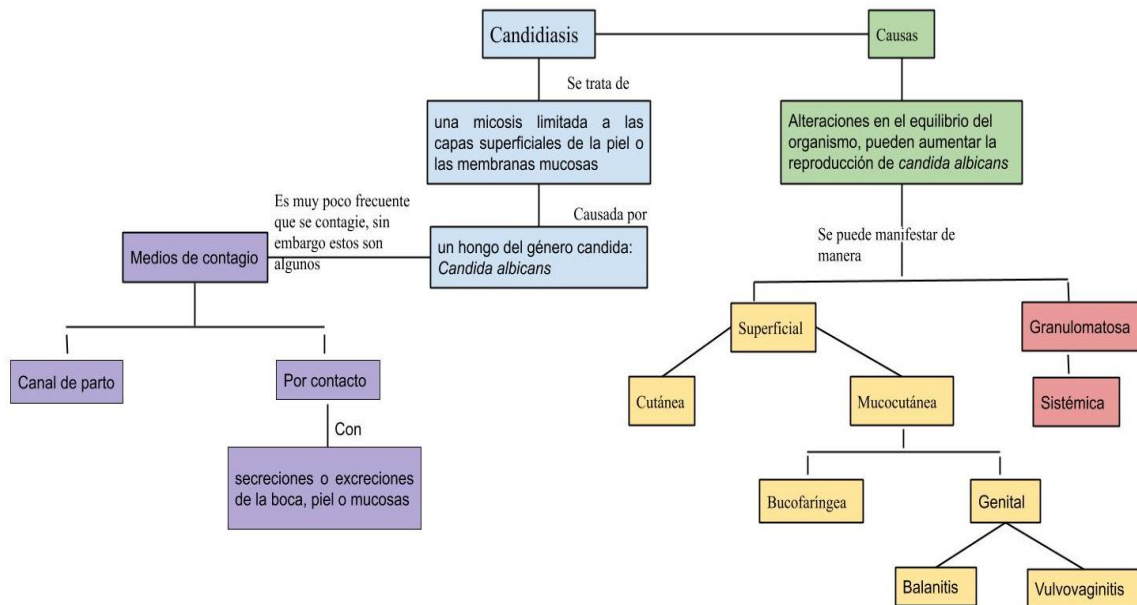 Candidiasis
Causas
Se trata de
una micosis limitada a las
capas superficiales de la piel o
las membranas mucosas
Alteraciones en el equilibrio del
organismo, pueden aumentar la
reproducción de candida albicans
Causada por
un hongo del género candida:
Candida albicans
Es muy poco frecuente
que se contagie, sin
embargo estos son
algunos
Medios de contagio
Canal de parto
Por contacto
Con
secreciones o excreciones
de la boca, piel o mucosas
Se puede manifestar de
manera
Superficial
Granulomatosa
Cutánea
Mucocutánea
Sistémica
Bucofaríngea
Genital
Balanitis
Vulvovaginitis